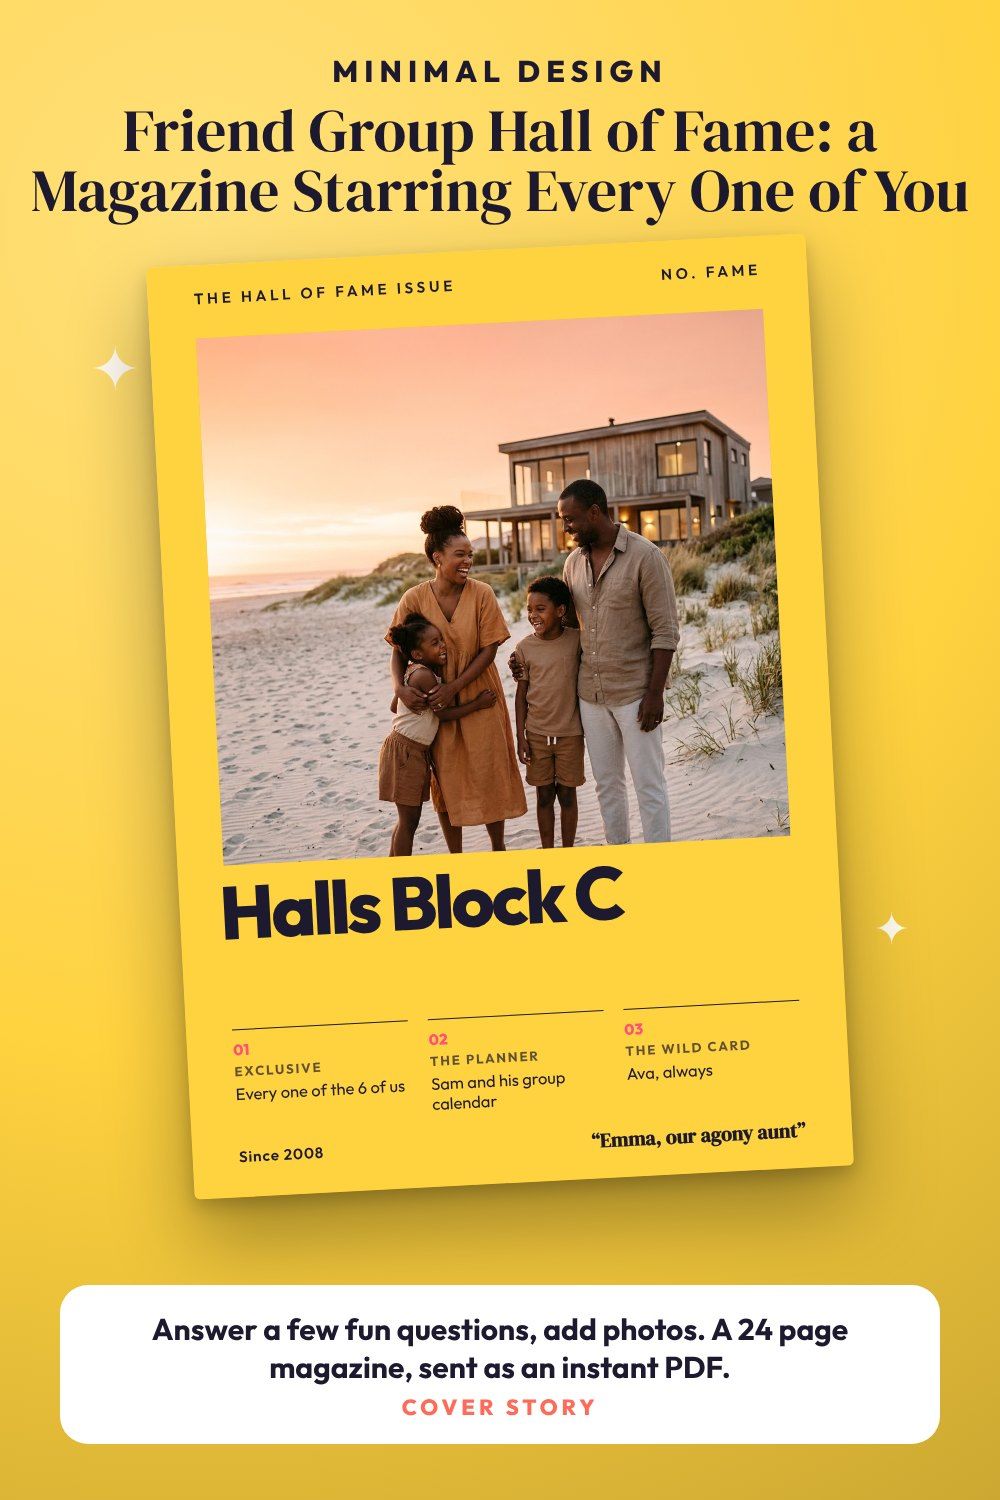 MINIMAL DESIGN
Friend Group Hall of Fame: a
Magazine Starring Every One of You
THE HALL OF FAME ISSUE
NO. FAME
Halls Block C
01
EXCLUSIVE
Every one of the 6 of us
02
THE PLANNER
Sam and his group
calendar
03
THE WILD CARD
Ava, always
Since 2008
“Emma, our agony aunt”
Answer a few fun questions, add photos. A 24 page
magazine, sent as an instant PDF.
COVER STORY